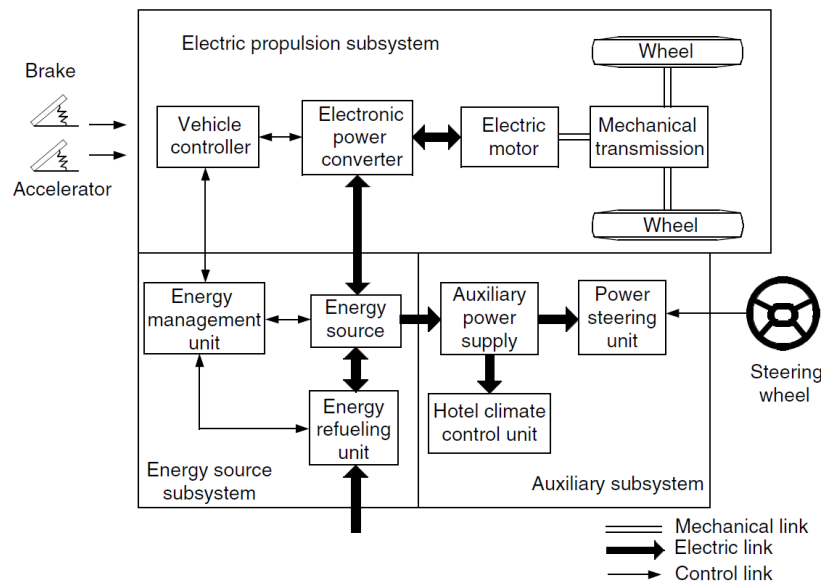 Electric propulsion subsystem
Wheel
Brake
Vehicle
controller
Electronic
power
converter
Electric
motor
Mechanical
transmission
Accelerator
Wheel
Energy
management
unit
Energy
source
Auxiliary
power
supply
Power
steering
unit
Steering
wheel
Energy
refueling
unit
Hotel climate
control unit
Energy source
subsystem
Auxiliary subsystem
Mechanical link
Electric link
Control link